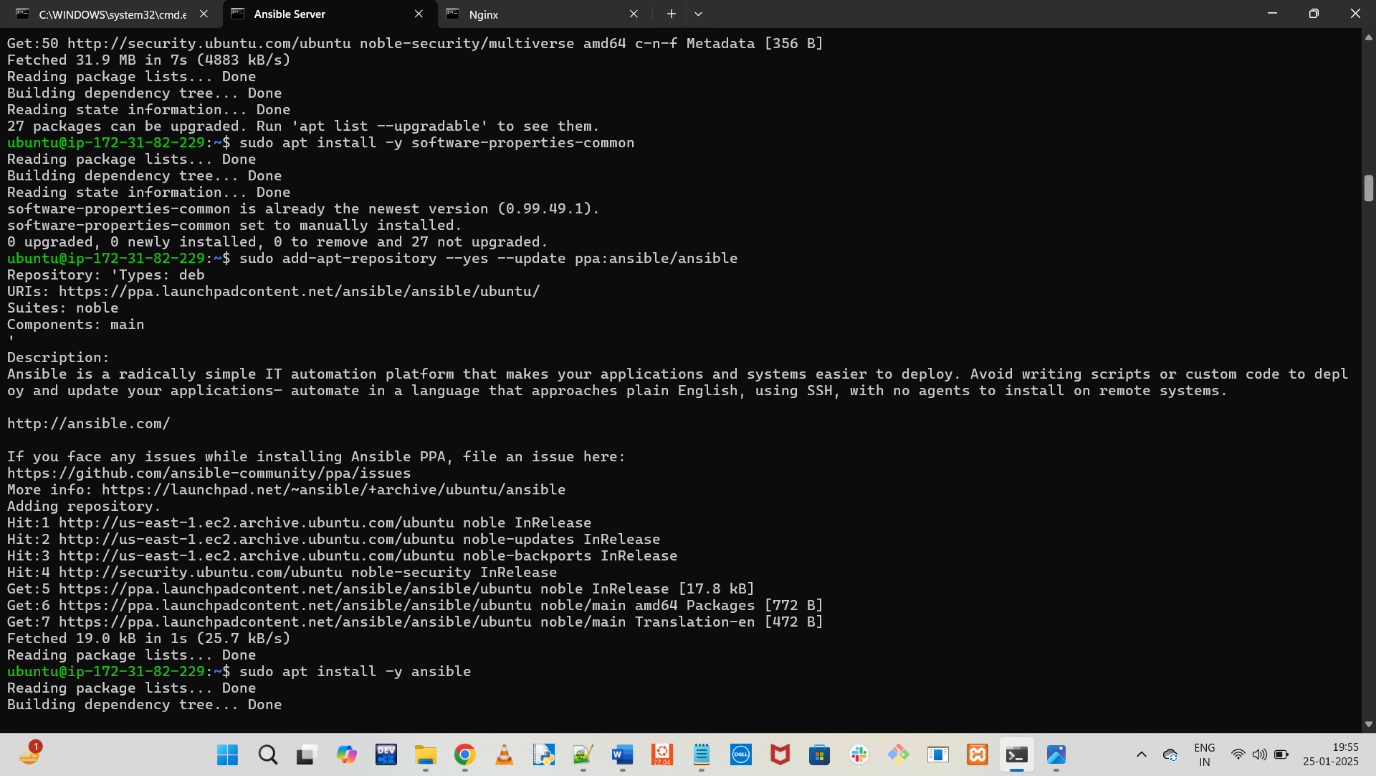 C:\WINDOWS\system32\cmd.e
Ansible Server
Nginx
Get:50 http://security.ubuntu.com/ubuntu noble-security/multiverse amd64 c-n-f Metadata [356 B]
Fetched 31.9 MB in 7s (4883 kB/s)
Reading package lists... Done
Building dependency tree... Done
Reading state information... Done
27 packages can be upgraded. Run 'apt list --upgradable' to see them.
ubuntu@ip-172-31-82-229:~$ sudo apt install -y software-properties-common
Reading package lists... Done
Building dependency tree... Done
Reading state information... Done
software-properties-common is already the newest version (0.99.49.1).
software-properties-common set to manually installed.
0 upgraded, 0 newly installed, 0 to remove and 27 not upgraded.
ubuntu@ip-172-31-82-229:~$ sudo add-apt-repository --yes --update ppa:ansible/ansible
Repository: 'Types: deb
URIs: https://ppa.launchpadcontent.net/ansible/ansible/ubuntu/
Suites: noble
Components: main
'
Description:
Ansible is a radically simple IT automation platform that makes your applications and systems easier to deploy. Avoid writing scripts or custom code to depl
oy and update your applications- automate in a language that approaches plain English, using SSH, with no agents to install on remote systems.
http://ansible.com/
If you face any issues while installing Ansible PPA, file an issue here:
https://github.com/ansible-community/ppa/issues
More info: https://launchpad.net/~ansible/+archive/ubuntu/ansible
Adding repository.
Hit:1 http://us-east-1.ec2.archive.ubuntu.com/ubuntu noble InRelease
Hit:2 http://us-east-1.ec2.archive.ubuntu.com/ubuntu noble-updates InRelease
Hit:3 http://us-east-1.ec2.archive.ubuntu.com/ubuntu noble-backports InRelease
Hit:4 http://security.ubuntu.com/ubuntu noble-security InRelease
Get:5 https://ppa.launchpadcontent.net/ansible/ansible/ubuntu noble InRelease [17.8 kB]
Get:6 https://ppa.launchpadcontent.net/ansible/ansible/ubuntu noble/main amd64 Packages [772 B]
Get:7 https://ppa.launchpadcontent.net/ansible/ansible/ubuntu noble/main Translation-en [472 B]
Fetched 19.0 kB in 1s (25.7 kB/s)
Reading package lists... Done
ubuntu@ip-172-31-82-229:~$ sudo apt install -y ansible
Reading package lists... Done
Building dependency tree... Done
1
DEV
DELL
22.04
ENG
IN
19:55
25-01-2025